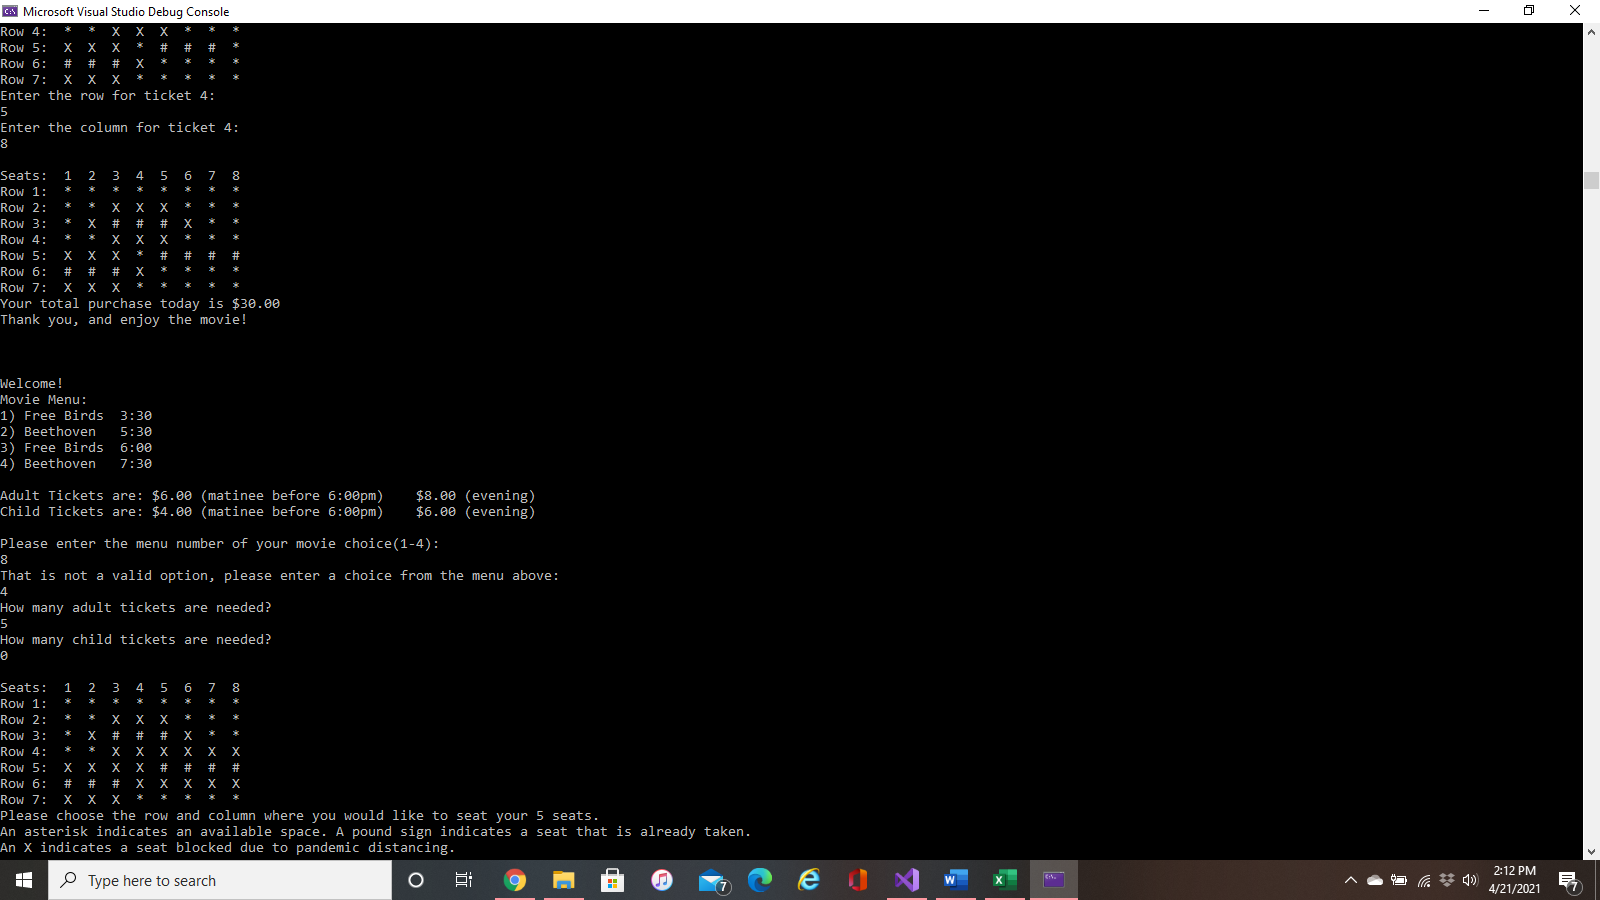 Microsoft Visual Studio Debug Console
Row 4:  *  *  X  X  X  *  *  *
Row 5:  X  X  X  *  #  #  #  *
Row 6:  #  #  #  X  *  *  *  *
Row 7:  X  X  X  *  *  *  *  *
Enter the row for ticket 4:
5
Enter the column for ticket 4:
8
Seats:  1  2  3  4  5  6  7  8
Row 1:  *  *  *  *  *  *  *  *
Row 2:  *  *  X  X  X  *  *  *
Row 3:  *  X  #  #  #  X  *  *
Row 4:  *  *  X  X  X  *  *  *
Row 5:  X  X  X  *  #  #  #  #
Row 6:  #  #  #  X  *  *  *  *
Row 7:  X  X  X  *  *  *  *  *
Your total purchase today is $30.00
Thank you, and enjoy the movie!
Welcome!
Movie Menu:
1) Free Birds  3:30
2) Beethoven   5:30
3) Free Birds  6:00
4) Beethoven   7:30
Adult Tickets are: $6.00 (matinee before 6:00pm)    $8.00 (evening)
Child Tickets are: $4.00 (matinee before 6:00pm)    $6.00 (evening)
Please enter the menu number of your movie choice(1-4):
8
That is not a valid option, please enter a choice from the menu above:
4
How many adult tickets are needed?
5
How many child tickets are needed?
0
Seats:  1  2  3  4  5  6  7  8
Row 1:  *  *  *  *  *  *  *  *
Row 2:  *  *  X  X  X  *  *  *
Row 3:  *  X  #  #  #  X  *  *
Row 4:  *  *  X  X  X  X  X  X
Row 5:  X  X  X  X  #  #  #  #
Row 6:  #  #  #  X  X  X  X  X
Row 7:  X  X  X  *  *  *  *  *
Please choose the row and column where you would like to seat your 5 seats.
An asterisk indicates an available space. A pound sign indicates a seat that is already taken.
An X indicates a seat blocked due to pandemic distancing.
Type here to search
7
2:12 PM
4/21/2021
7